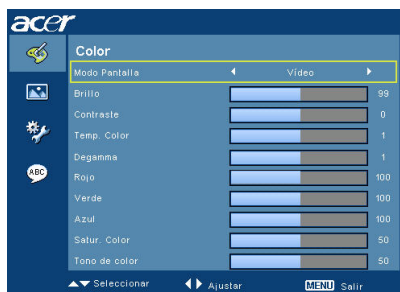 acer
Color
Modo Pantalla Vídeo
Brillo 99
Contraste 0
Temp. Color 1
Degamma 1
Rojo 100
Verde 100
Azul 100
Satur. Color 50
Tono de color 50
ABC
Seleccionar Ajustar MENU Salir